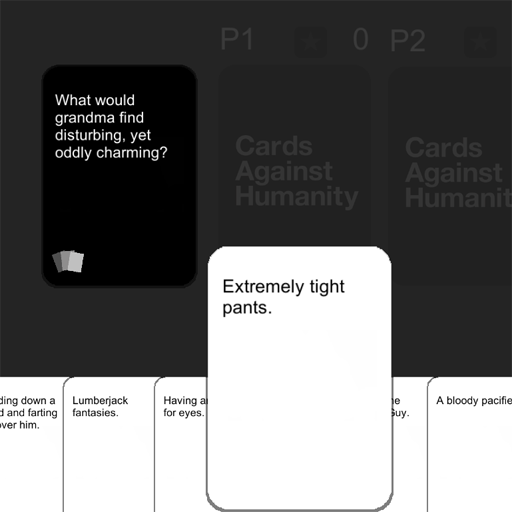 P1
0
P2
What would
grandma find
disturbing, yet
oddly charming?
Cards
Against
Humanity
Cards
Against
Humanit
Extremely tight
pants.
ding down a
d and farting
over him.
Lumberjack
fantasies.
Having a
for eyes.
Guy.
A bloody pacifie